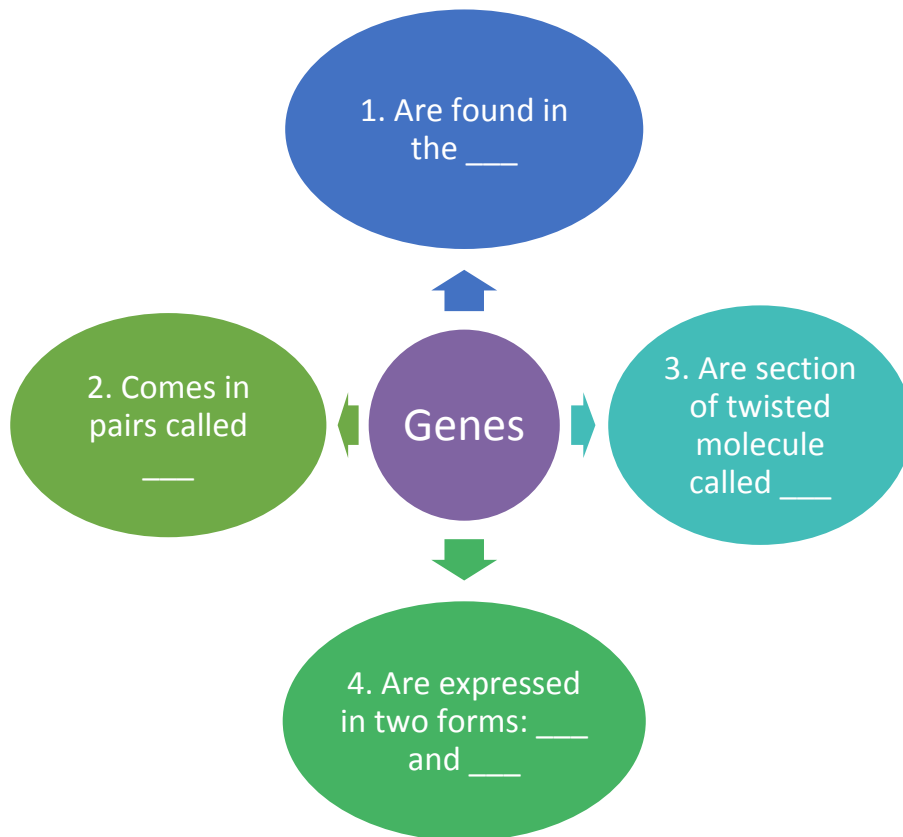 1. Are found in
the ___
2. Comes in
pairs called
___
Genes
3. Are section
of twisted
molecule
called ___
4. Are expressed
in two forms: ___
and ___